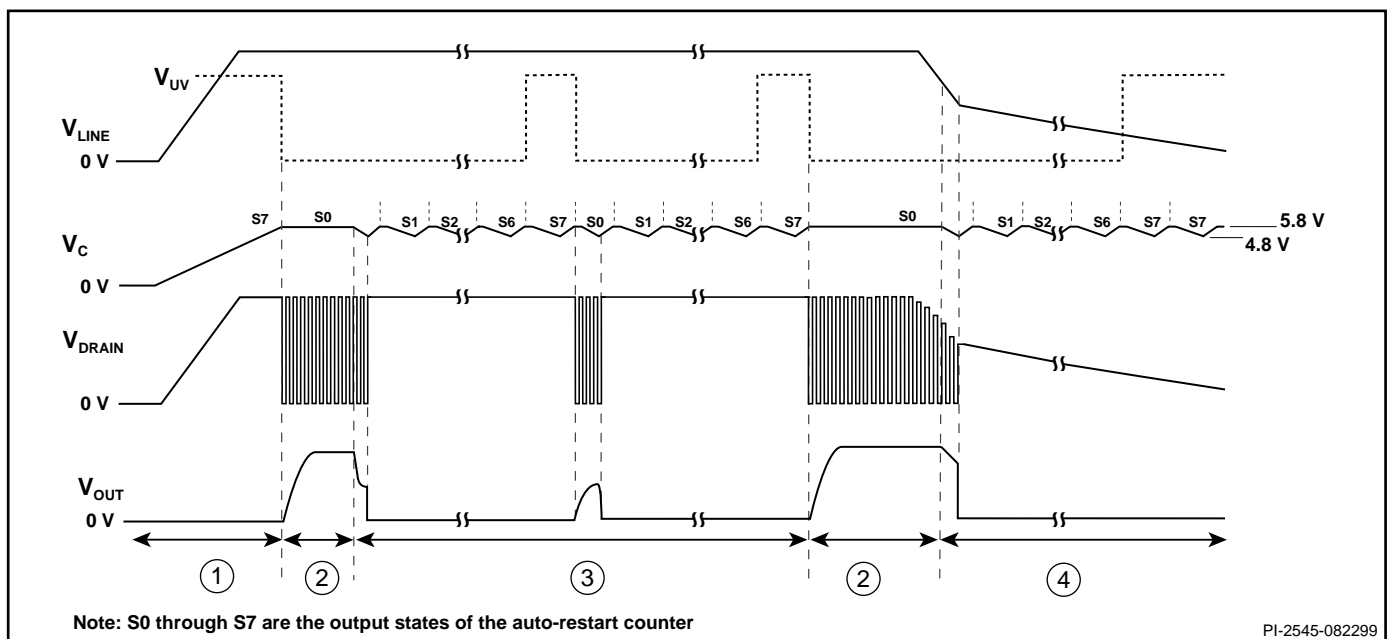 VUV
VLINE
0 V
S7 S0 S1 S2 S6 S7 S0 S1 S2 S6 S7 S0 S1 S2 S6 S7 S7
5.8 V
4.8 V
VC
0 V
VDRAIN
0 V
VOUT
0 V
1 2 3 2 4
Note: S0 through S7 are the output states of the auto-restart counter
PI-2545-082299